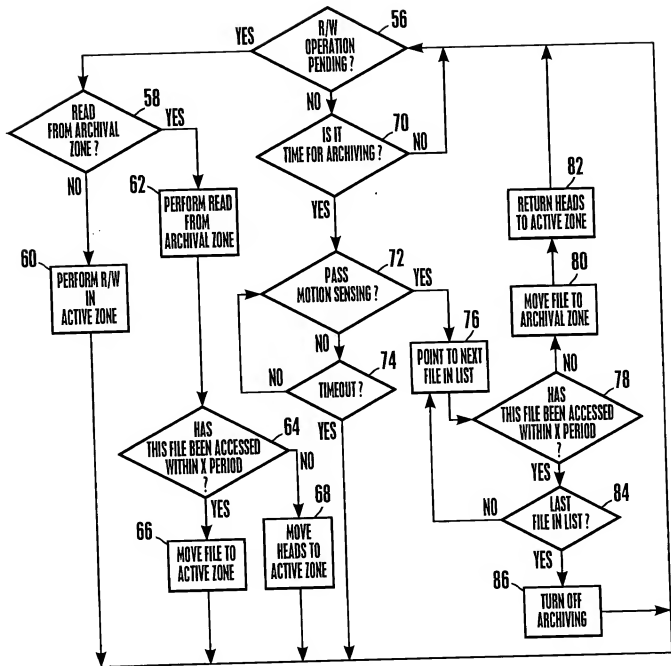 56
R/W
OPERATION
PENDING ?
YES
NO
58
READ
FROM ARCHIVAL
ZONE ?
YES
NO
70
IS IT
TIME FOR ARCHIVING ?
NO
YES
62
PERFORM READ
FROM
ARCHIVAL ZONE
82
RETURN HEADS
TO ACTIVE ZONE
60
PERFORM R/W
IN
ACTIVE ZONE
72
PASS
MOTION SENSING ?
YES
NO
80
MOVE FILE TO
ARCHIVAL ZONE
NO
76
POINT TO NEXT
FILE IN LIST
74
TIMEOUT ?
NO
YES
78
HAS
THIS FILE BEEN ACCESSED
WITHIN X PERIOD
?
YES
64
HAS
THIS FILE BEEN ACCESSED
WITHIN X PERIOD
?
NO
YES
84
LAST
FILE IN LIST ?
NO
YES
66
MOVE FILE TO
ACTIVE ZONE
68
MOVE
HEADS TO
ACTIVE ZONE
86
TURN OFF
ARCHIVING